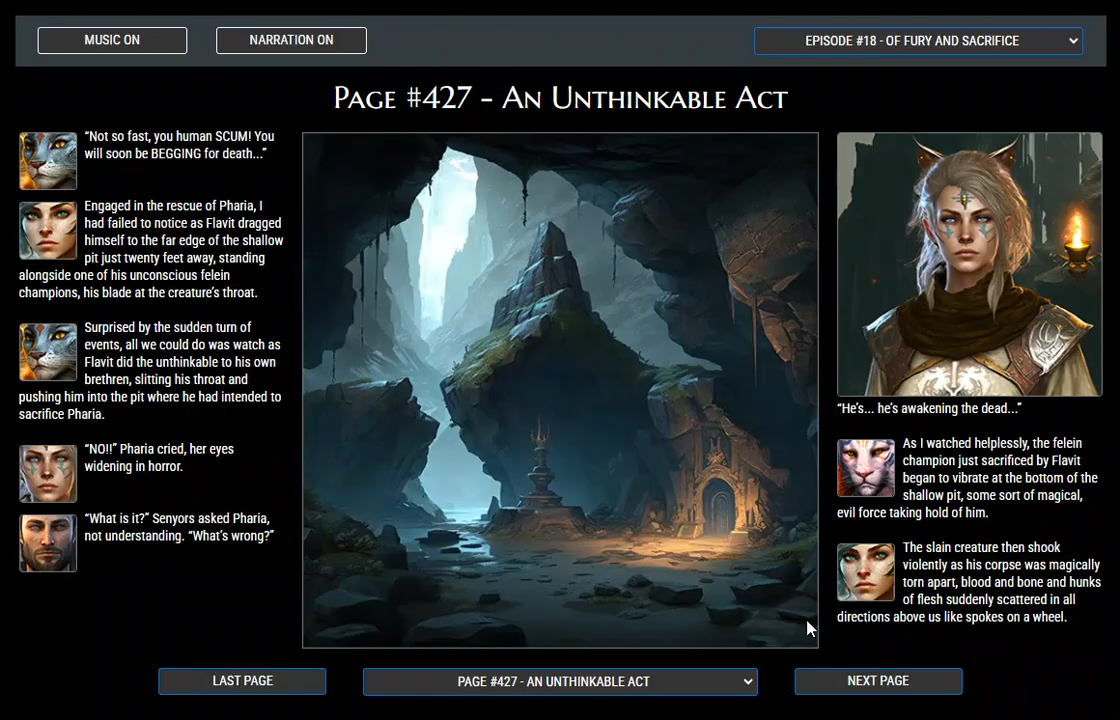 MUSIC ON
NARRATION ON
EPISODE #18 - OF FURY AND SACRIFICE
Page #427 - An Unthinkable Act
“Not so fast, you human SCUM! You
will soon be BEGGING for death...”
Engaged in the rescue of Pharia, I
had failed to notice as Flavit dragged
himself to the far edge of the shallow
pit just twenty feet away, standing
alongside one of his unconscious felein
champions, his blade at the creature’s throat.
Surprised by the sudden turn of
events, all we could do was watch as
Flavit did the unthinkable to his own
brethren, slitting his throat and
pushing him into the pit where he had intended to
sacrifice Pharia.
“NO!!” Pharia cried, her eyes
widening in horror.
“What is it?” Senyors asked Pharia,
not understanding. “What’s wrong?”
“He’s... he’s awakening the dead...”
As I watched helplessly, the felein
champion just sacrificed by Flavit
began to vibrate at the bottom of the
shallow pit, some sort of magical,
evil force taking hold of him.
The slain creature then shook
violently as his corpse was magically
torn apart, blood and bone and hunks
of flesh suddenly scattered in all
directions above us like spokes on a wheel.
LAST PAGE
PAGE #427 - AN UNTHINKABLE ACT
NEXT PAGE